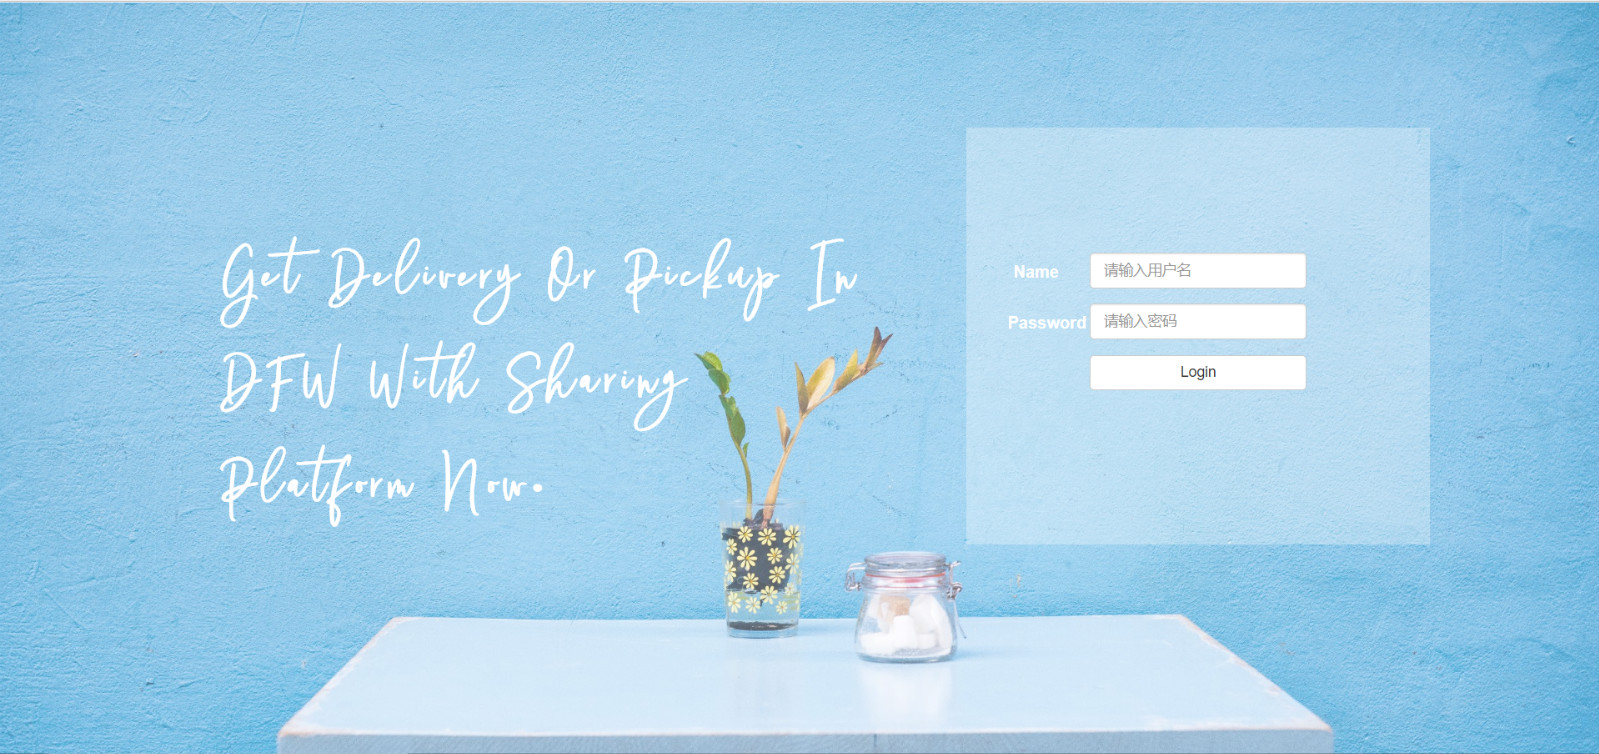 Get Delivery Or Pickup In
DFW With Sharing
Platform Now.
Name
请输入用户名
Password
请输入密码
Login